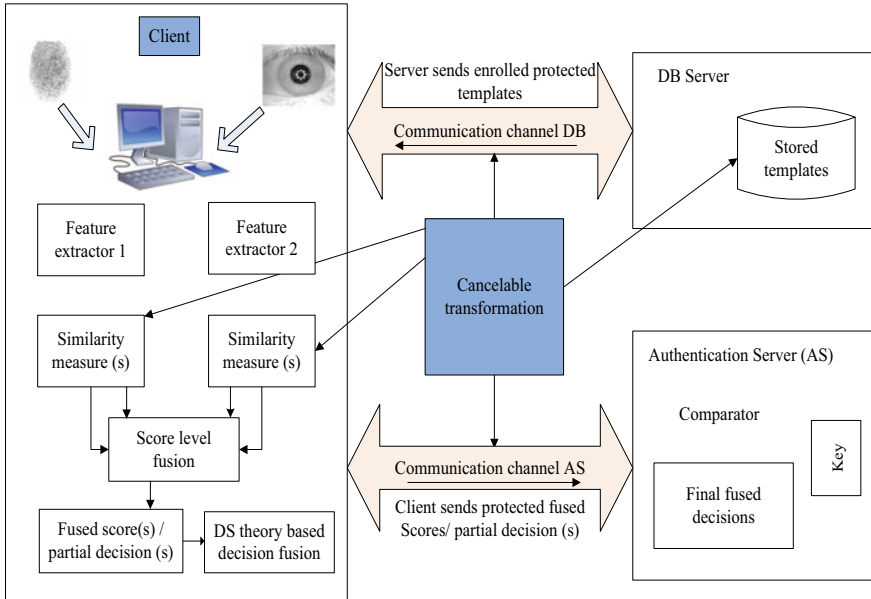 Client
Feature
extractor 1
Feature
extractor 2
Similarity
measure (s)
Similarity
measure (s)
Score level
fusion
Fused score(s) /
partial decision (s)
DS theory based
decision fusion
Server sends enrolled protected
templates
Communication channel DB
Cancelable
transformation
Communication channel AS
Client sends protected fused
Scores/ partial decision (s)
DB Server
Stored
templates
Authentication Server (AS)
Comparator
Key
Final fused
decisions